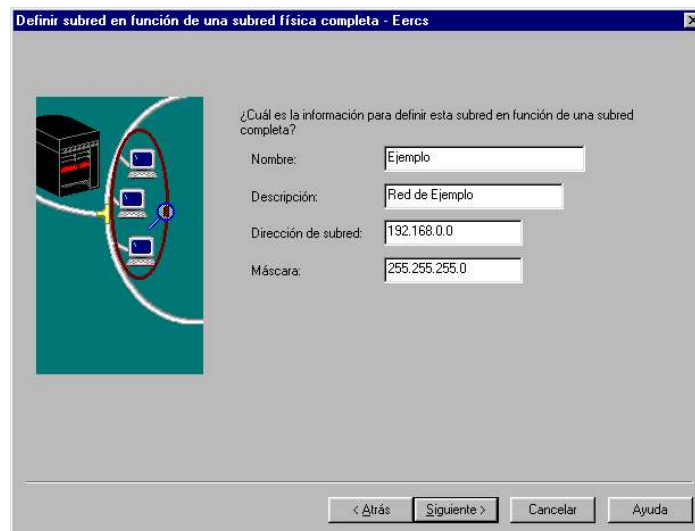 Definir subred en función de una subred física completa - Eercs
¿Cuál es la información para definir esta subred en función de una subred
completa?
Nombre: Ejemplo
Descripción: Red de Ejemplo
Dirección de subred: 192.168.0.0
Máscara: 255.255.255.0
< Atrás Siguiente > Cancelar Ayuda